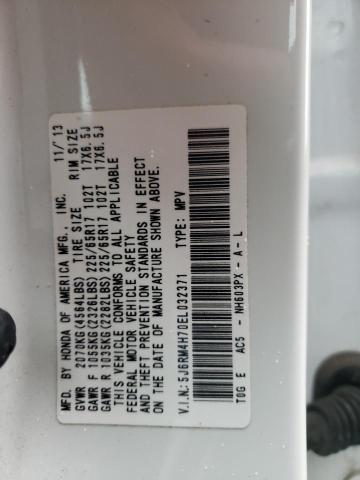 MFD. BY HONDA OF AMERICA MFG., INC. 11/'13
GVWR 2070KG(4564LBS) TIRE SIZE RIM SIZE
GAWR F 1055KG(2326LBS) 225/65R17 102T 17X6.5J
GAWR R 1035KG(2282LBS) 225/65R17 102T 17X6.5J
THIS VEHICLE CONFORMS TO ALL APPLICABLE
FEDERAL MOTOR VEHICLE SAFETY
AND THEFT PREVENTION STANDARDS IN EFFECT
ON THE DATE OF MANUFACTURE SHOWN ABOVE.
V.I.N.: 5J6RM4H70EL032371 TYPE: MPV
T0G E AC5 - NH603PX - A - L